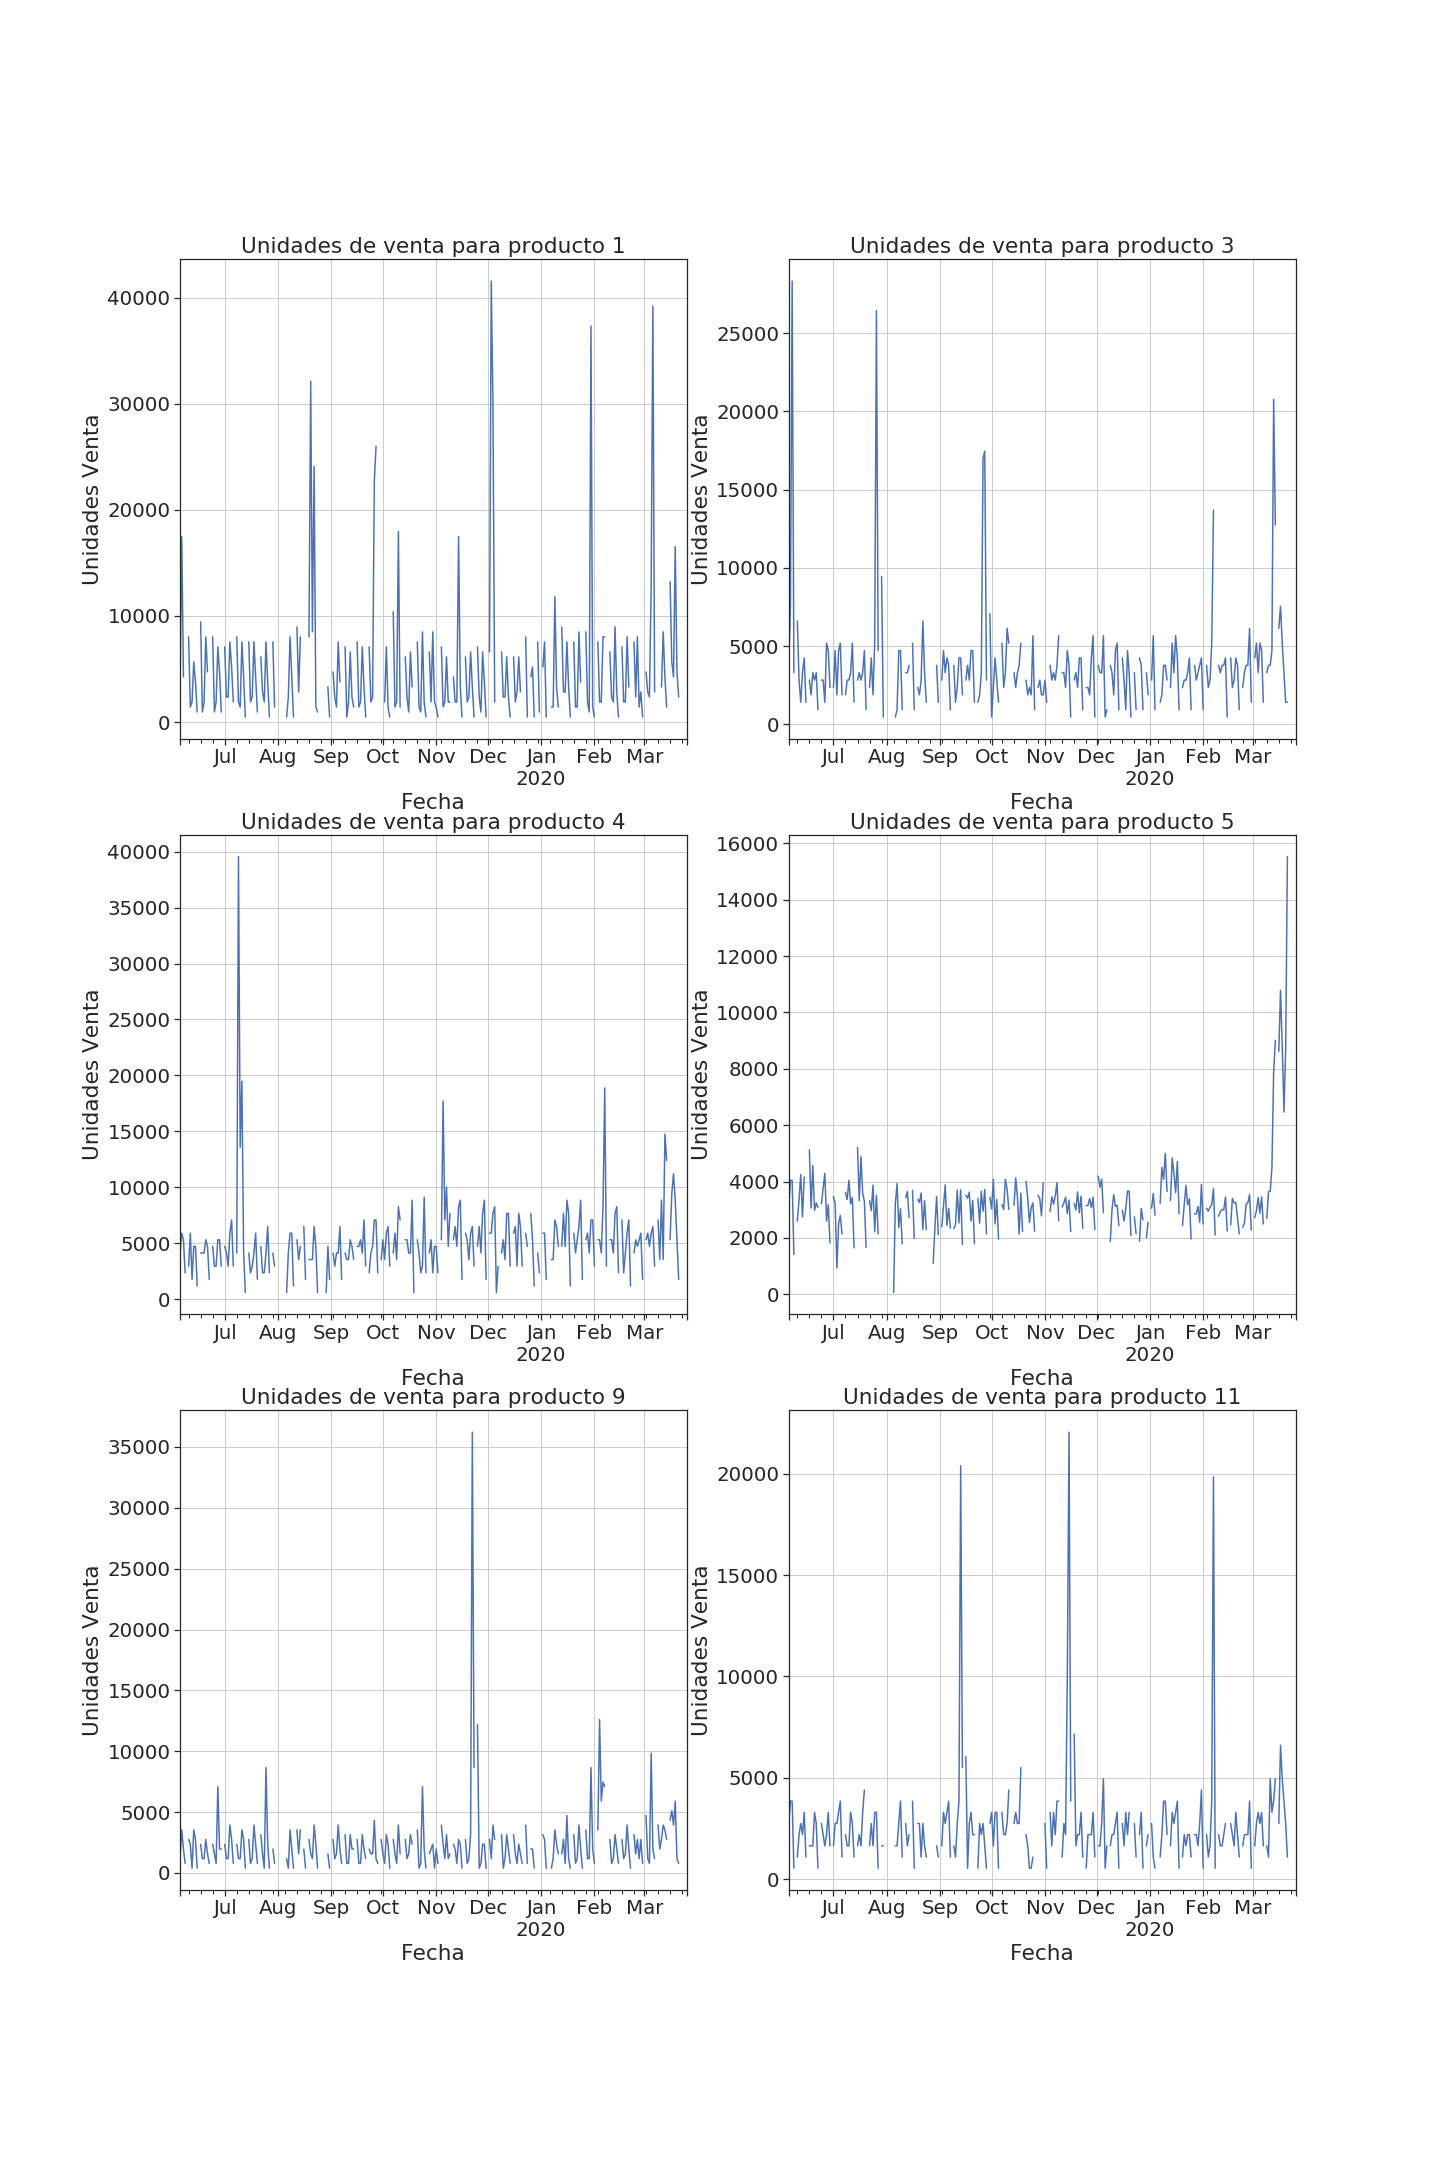 Unidades de venta para producto 1
Unidades Venta
40000
30000
20000
10000
0
Jul Aug Sep Oct Nov Dec Jan Feb Mar
2020
Fecha
Unidades de venta para producto 3
Unidades Venta
25000
20000
15000
10000
5000
0
Jul Aug Sep Oct Nov Dec Jan Feb Mar
2020
Fecha
Unidades de venta para producto 4
Unidades Venta
40000
35000
30000
25000
20000
15000
10000
5000
0
Jul Aug Sep Oct Nov Dec Jan Feb Mar
2020
Fecha
Unidades de venta para producto 5
Unidades Venta
16000
14000
12000
10000
8000
6000
4000
2000
0
Jul Aug Sep Oct Nov Dec Jan Feb Mar
2020
Fecha
Unidades de venta para producto 9
Unidades Venta
35000
30000
25000
20000
15000
10000
5000
0
Jul Aug Sep Oct Nov Dec Jan Feb Mar
2020
Fecha
Unidades de venta para producto 11
Unidades Venta
20000
15000
10000
5000
0
Jul Aug Sep Oct Nov Dec Jan Feb Mar
2020
Fecha